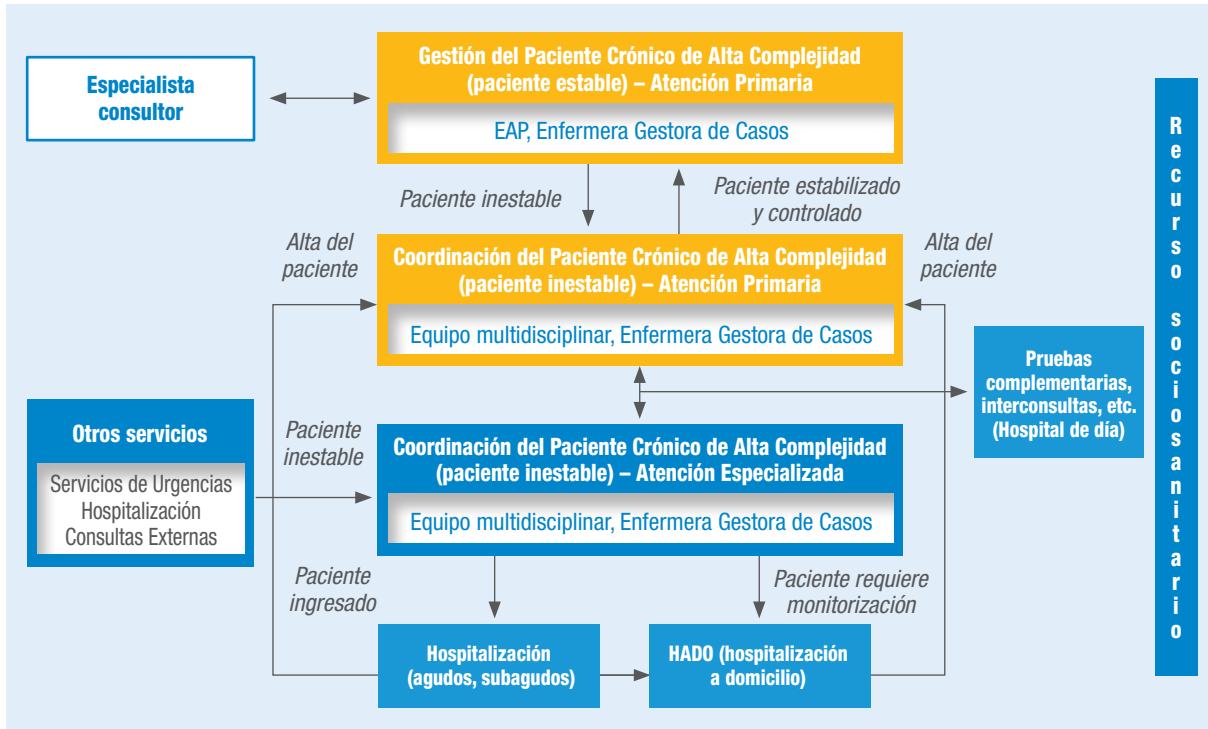 Gestión del Paciente Crónico de Alta Complejidad
(paciente estable) – Atención Primaria
EAP, Enfermera Gestora de Casos
Especialista
consultor
Paciente inestable
Paciente estabilizado
y controlado
Alta del
paciente
Coordinación del Paciente Crónico de Alta Complejidad
(paciente inestable) – Atención Primaria
Equipo multidisciplinar, Enfermera Gestora de Casos
Alta del
paciente
Pruebas
complementarias,
interconsultas, etc.
(Hospital de día)
Otros servicios
Servicios de Urgencias
Hospitalización
Consultas Externas
Paciente
inestable
Coordinación del Paciente Crónico de Alta Complejidad
(paciente inestable) – Atención Especializada
Equipo multidisciplinar, Enfermera Gestora de Casos
Paciente
ingresado
Paciente requiere
monitorización
Hospitalización
(agudos, subagudos)
HADO (hospitalización
a domicilio)
Recurso sociosanitario